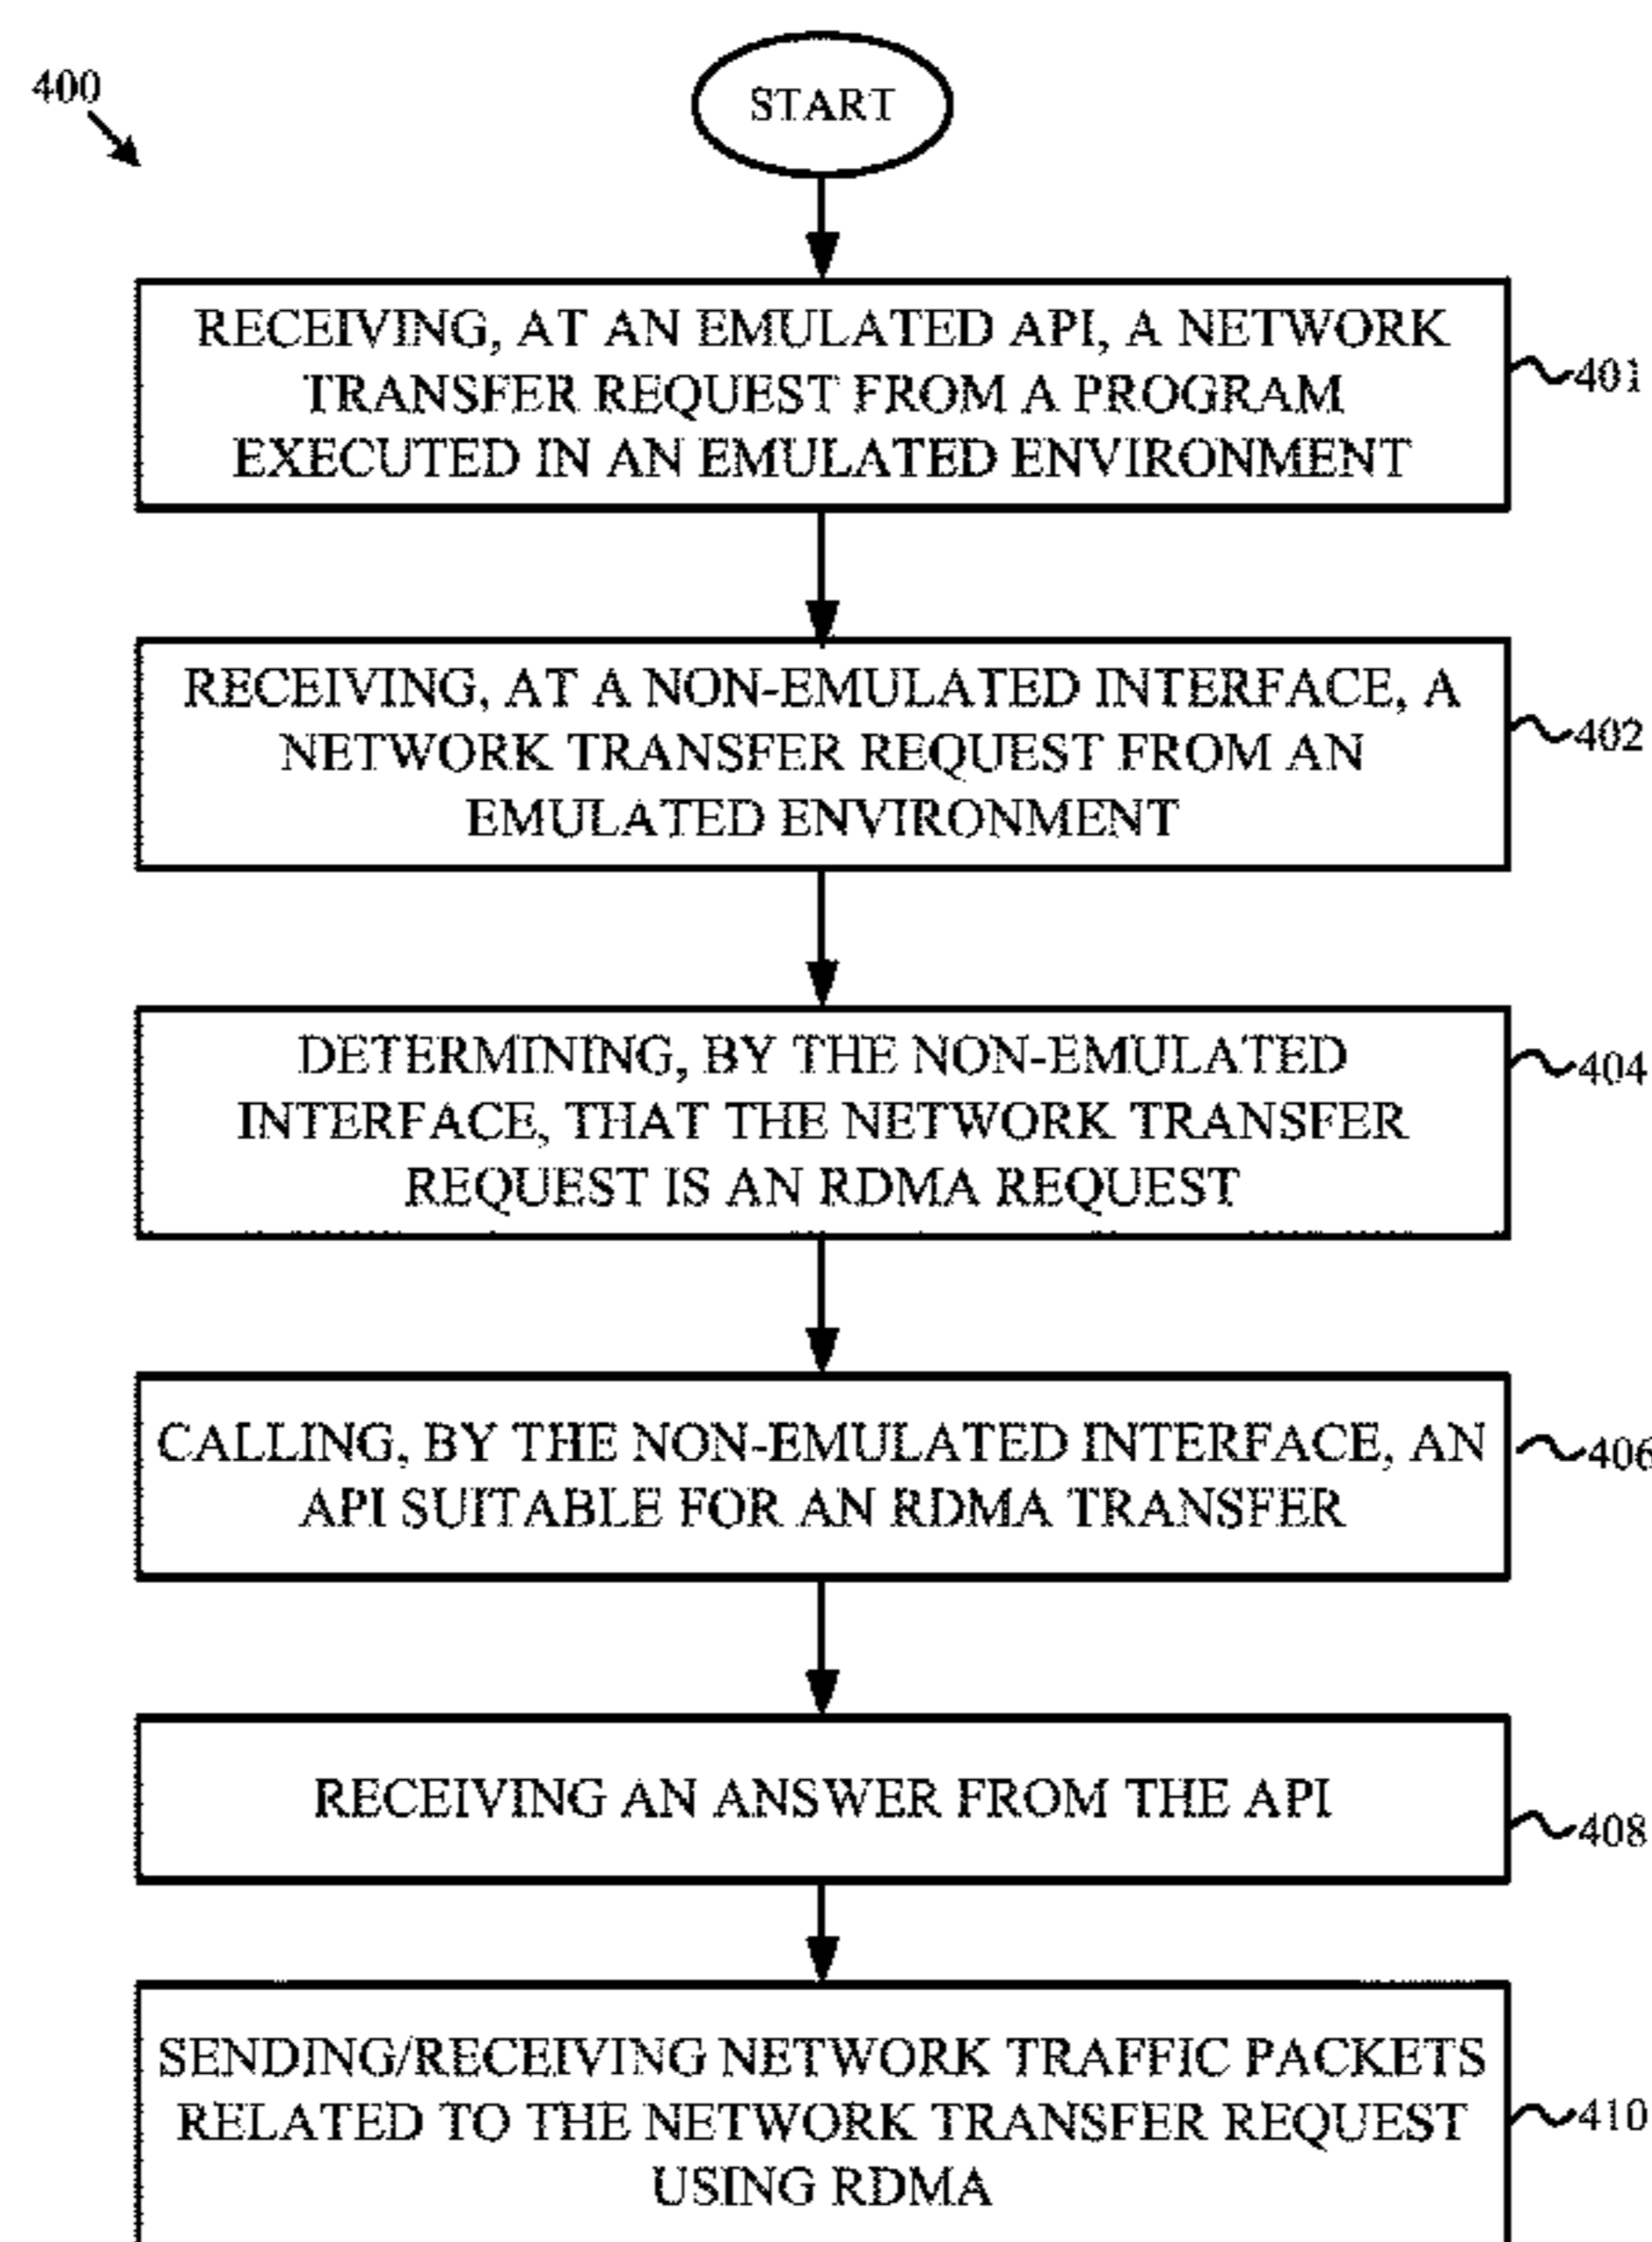 400
START
RECEIVING, AT AN EMULATED API, A NETWORK
TRANSFER REQUEST FROM A PROGRAM
EXECUTED IN AN EMULATED ENVIRONMENT
401
RECEIVING, AT A NON-EMULATED INTERFACE, A
NETWORK TRANSFER REQUEST FROM AN
EMULATED ENVIRONMENT
402
DETERMINING, BY THE NON-EMULATED
INTERFACE, THAT THE NETWORK TRANSFER
REQUEST IS AN RDMA REQUEST
404
CALLING, BY THE NON-EMULATED INTERFACE, AN
API SUITABLE FOR AN RDMA TRANSFER
406
RECEIVING AN ANSWER FROM THE API
408
SENDING/RECEIVING NETWORK TRAFFIC PACKETS
RELATED TO THE NETWORK TRANSFER REQUEST
USING RDMA
410